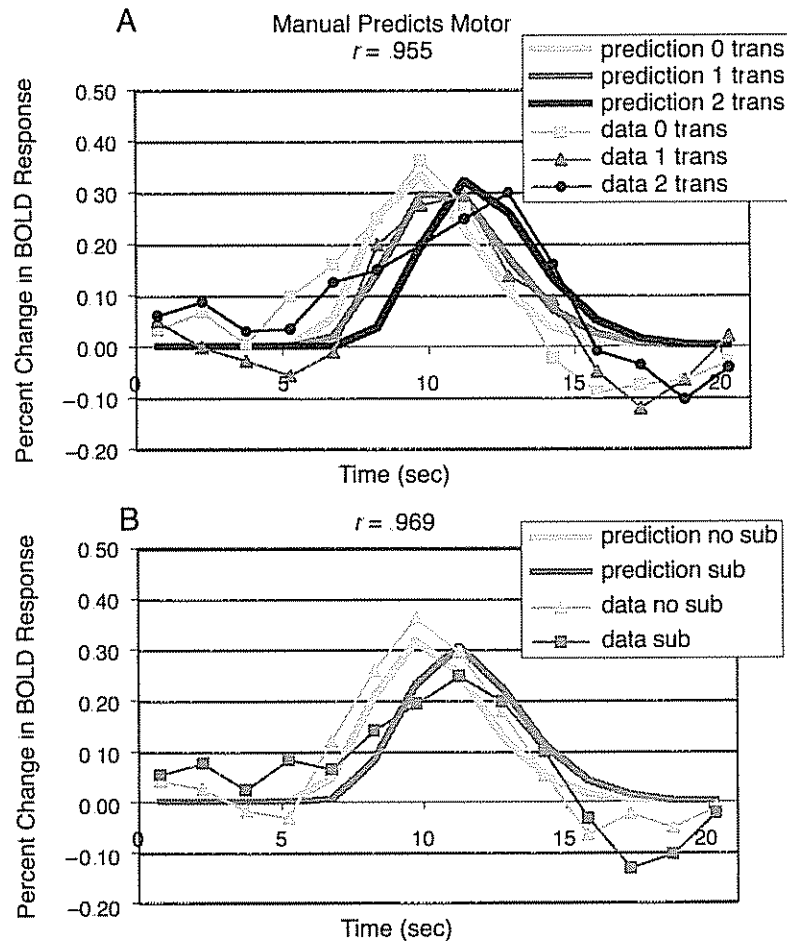 A
Manual Predicts Motor
r = .955
prediction 0 trans
prediction 1 trans
prediction 2 trans
data 0 trans
data 1 trans
data 2 trans
Percent Change in BOLD Response
0.50
0.40
0.30
0.20
0.10
0.00
-0.10
-0.20
0
5
10
15
20
Time (sec)
B
r = .969
prediction no sub
prediction sub
data no sub
data sub
Percent Change in BOLD Response
0.50
0.40
0.30
0.20
0.10
0.00
-0.10
-0.20
0
5
10
15
20
Time (sec)